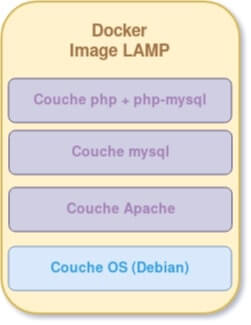 Docker
Image LAMP
Couche php + php-mysql
Couche mysql
Couche Apache
Couche OS (Debian)